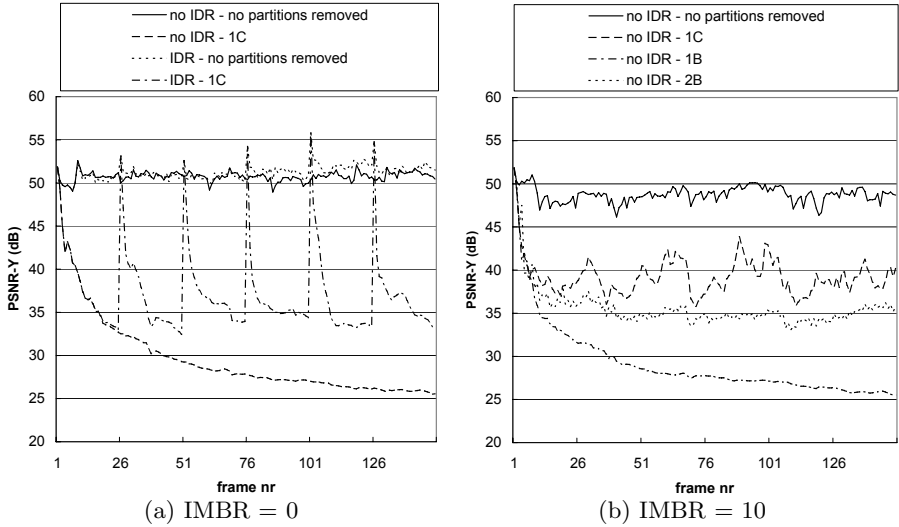 no IDR - no partitions removed
no IDR - 1C
IDR - no partitions removed
IDR - 1C
60
55
50
45
40
35
30
25
20
PSNR-Y (dB)
1 26 51 76 101 126
frame nr
(a) IMBR = 0
no IDR - no partitions removed
no IDR - 1C
no IDR - 1B
no IDR - 2B
60
55
50
45
40
35
30
25
20
PSNR-Y (dB)
1 26 51 76 101 126
frame nr
(b) IMBR = 10